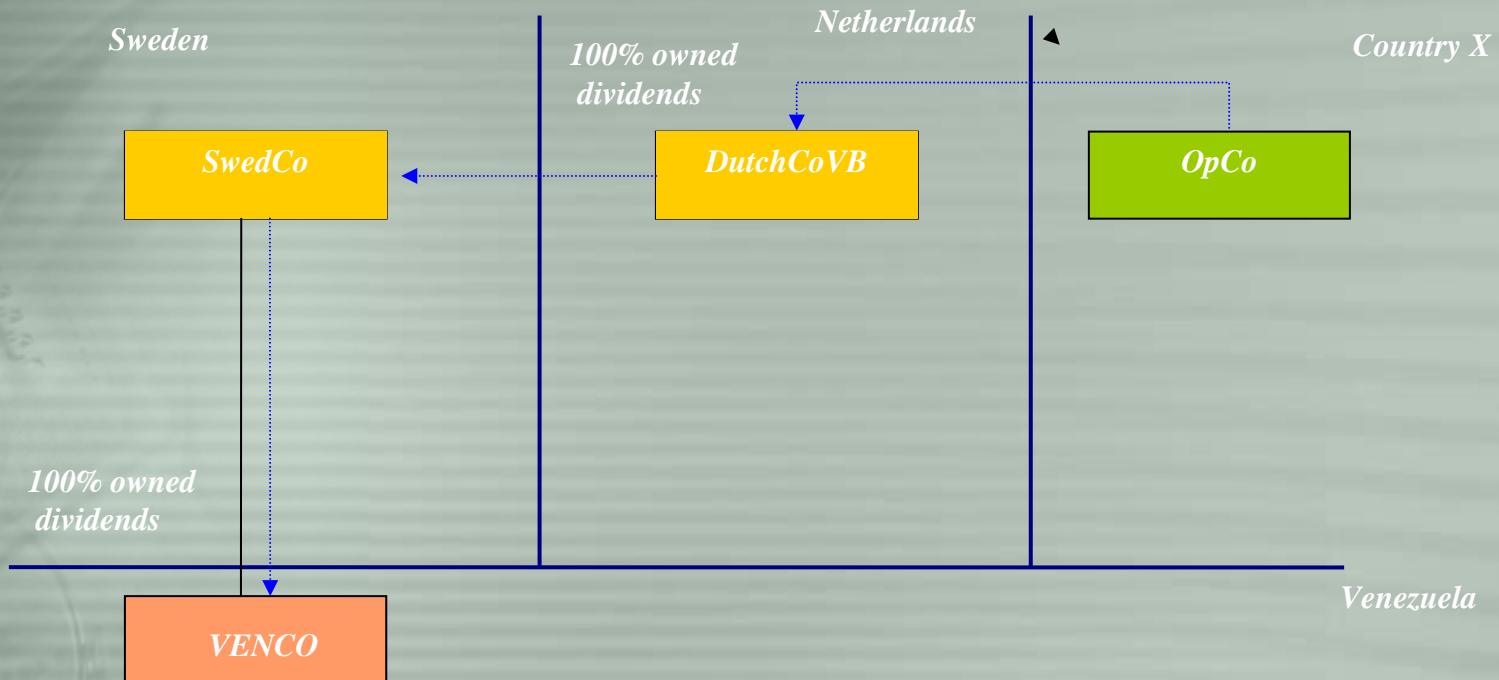 Sweden
Netherlands
Country X
100% owned
dividends
SwedCo
DutchCoVB
OpCo
100% owned
dividends
Venezuela
VENCO